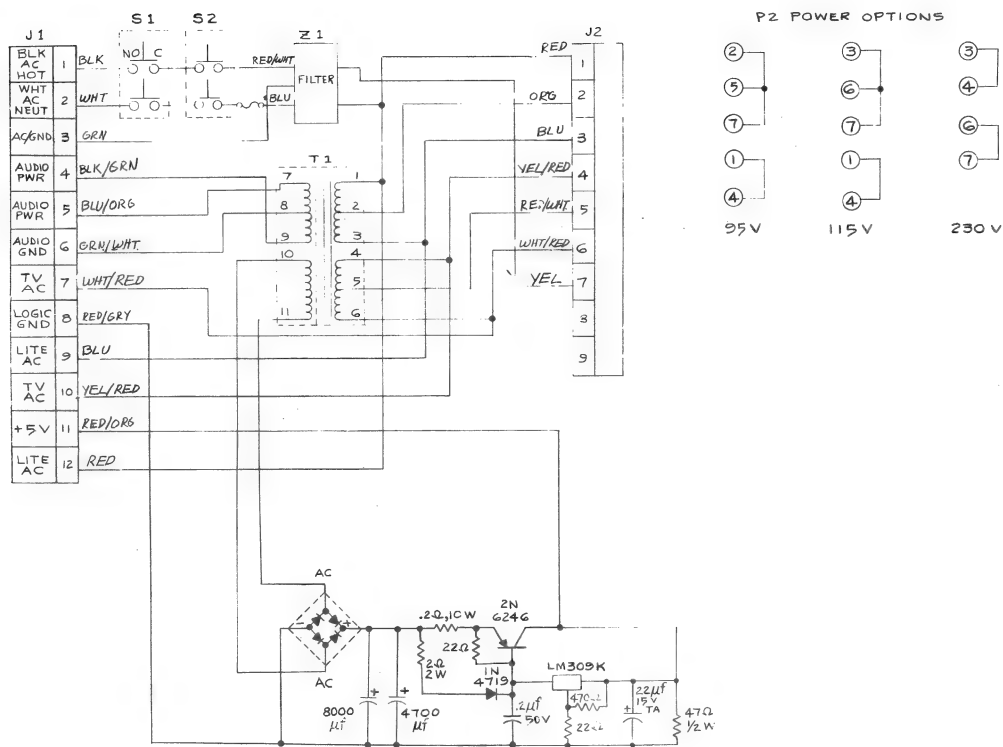 S1 S2
P2 POWER OPTIONS
J1
Z1
J2
BLK AC HOT 1 BLK
NO C
RED/WHT
FILTER
RED 1
WHT AC NEUT 2 WHT
BLU
ORG 2
AC/GND 3 GRN
BLU 3
AUDIO PWR 4 BLK/GRN
T1
YEL/RED 4
AUDIO PWR 5 BLU/ORG
RED/WHT 5
AUDIO GND 6 GRN/WHT
WHT/RED 6
TV AC 7 WHT/RED
YEL 7
LOGIC GND 8 RED/GRY
8
LITE AC 9 BLU
9
TV AC 10 YEL/RED
+5V 11 RED/ORG
LITE AC 12 RED
7 1
8 2
9 3
10 4
5
11 6
2 3 3
5 6 4
7 7 6
1 1 7
4 4
95V 115V 230V
AC
AC
- +
.2Ω, 10W
2N
6246
22Ω
2Ω
2W
1N
4719
LM309K
+
8000
μf
+
4700
μf
.2μf
50V
470Ω
22Ω
+
22μf
15V
TA
47Ω
1/2W